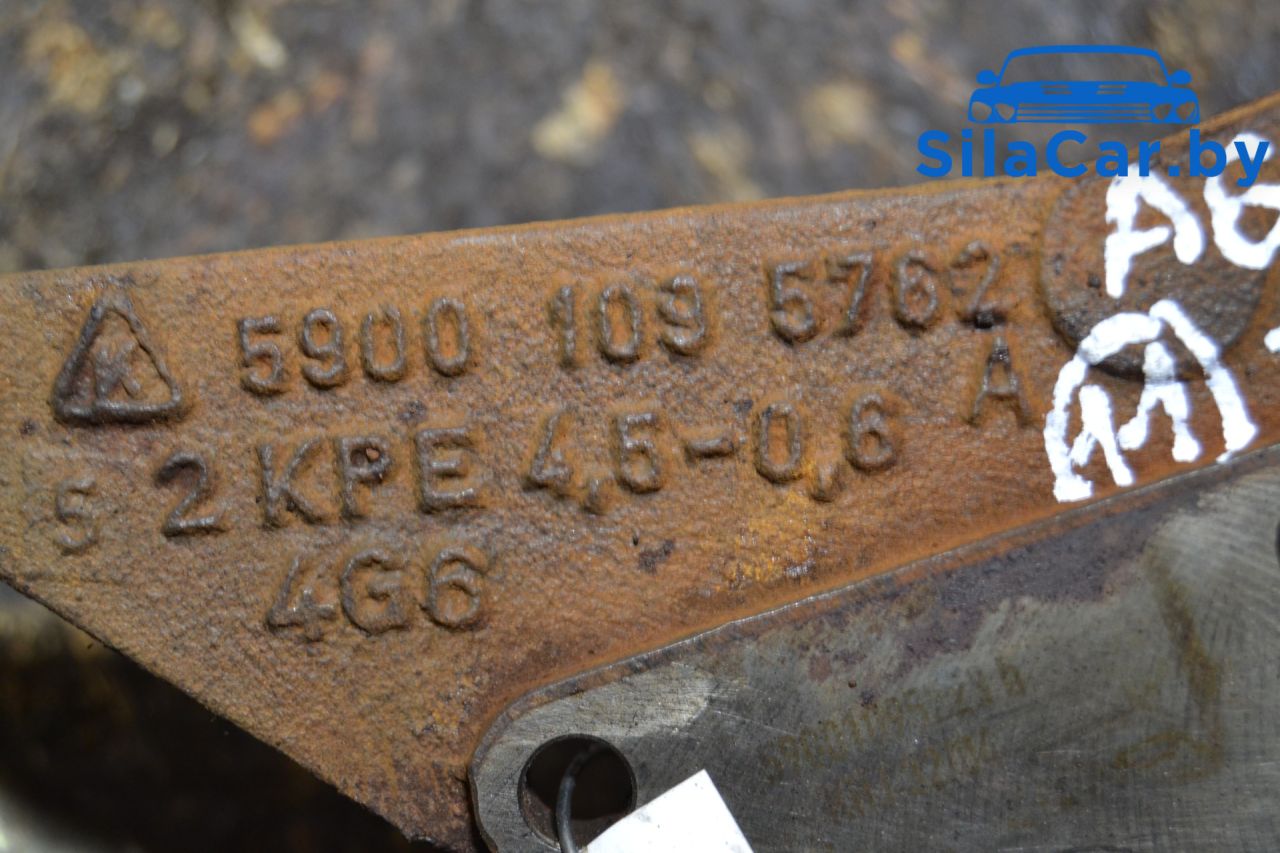 SilaCar.by
K 5900 109 5762
A
S 2 KPE 4,5-0,6
4G6